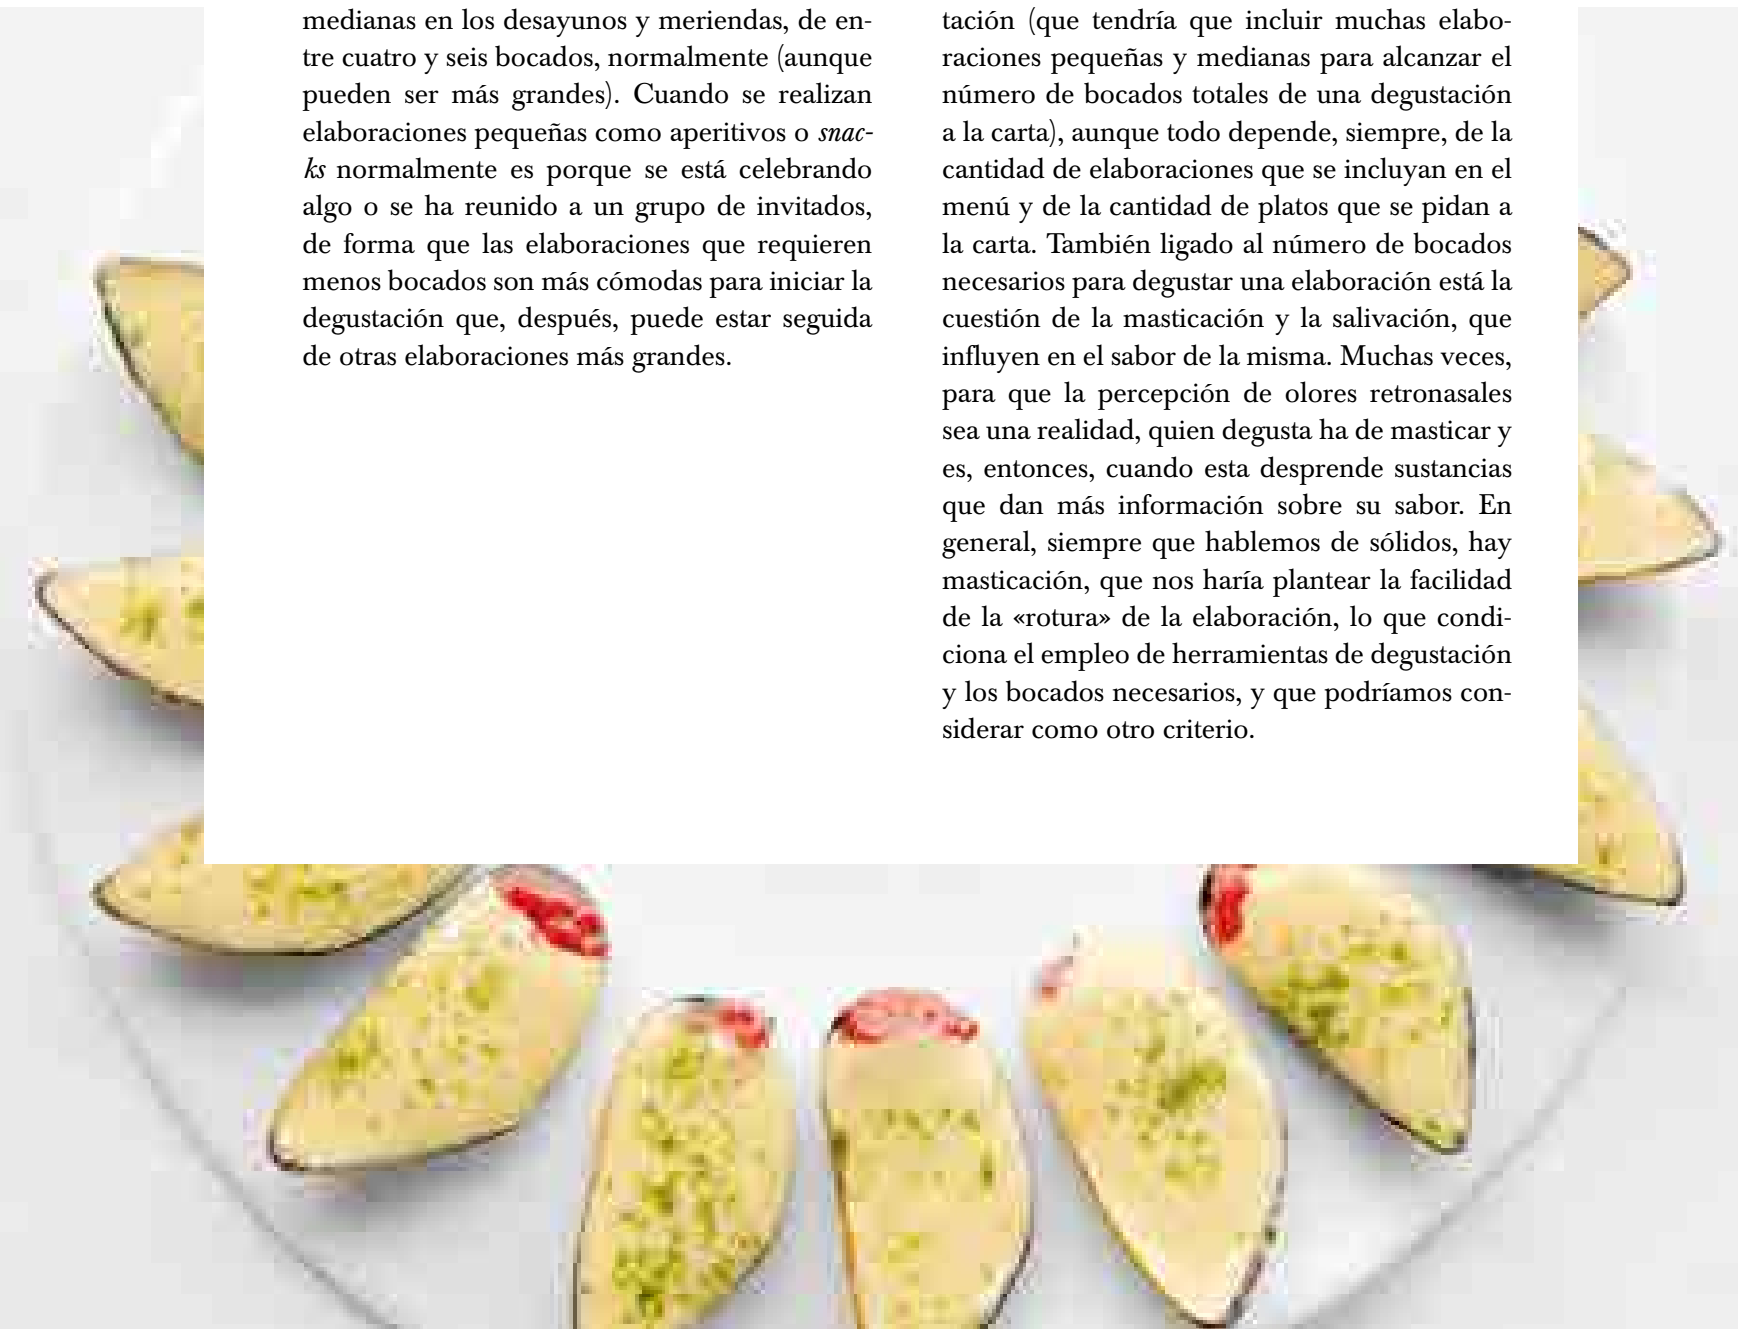 medianas en los desayunos y meriendas, de en-
tre cuatro y seis bocados, normalmente (aunque
pueden ser más grandes). Cuando se realizan
elaboraciones pequeñas como aperitivos o snac-
ks normalmente es porque se está celebrando
algo o se ha reunido a un grupo de invitados,
de forma que las elaboraciones que requieren
menos bocados son más cómodas para iniciar la
degustación que, después, puede estar seguida
de otras elaboraciones más grandes.
tación (que tendría que incluir muchas elabo-
raciones pequeñas y medianas para alcanzar el
número de bocados totales de una degustación
a la carta), aunque todo depende, siempre, de la
cantidad de elaboraciones que se incluyan en el
menú y de la cantidad de platos que se pidan a
la carta. También ligado al número de bocados
necesarios para degustar una elaboración está la
cuestión de la masticación y la salivación, que
influyen en el sabor de la misma. Muchas veces,
para que la percepción de olores retronasales
sea una realidad, quien degusta ha de masticar y
es, entonces, cuando esta desprende sustancias
que dan más información sobre su sabor. En
general, siempre que hablemos de sólidos, hay
masticación, que nos haría plantear la facilidad
de la «rotura» de la elaboración, lo que condi-
ciona el empleo de herramientas de degustación
y los bocados necesarios, y que podríamos con-
siderar como otro criterio.